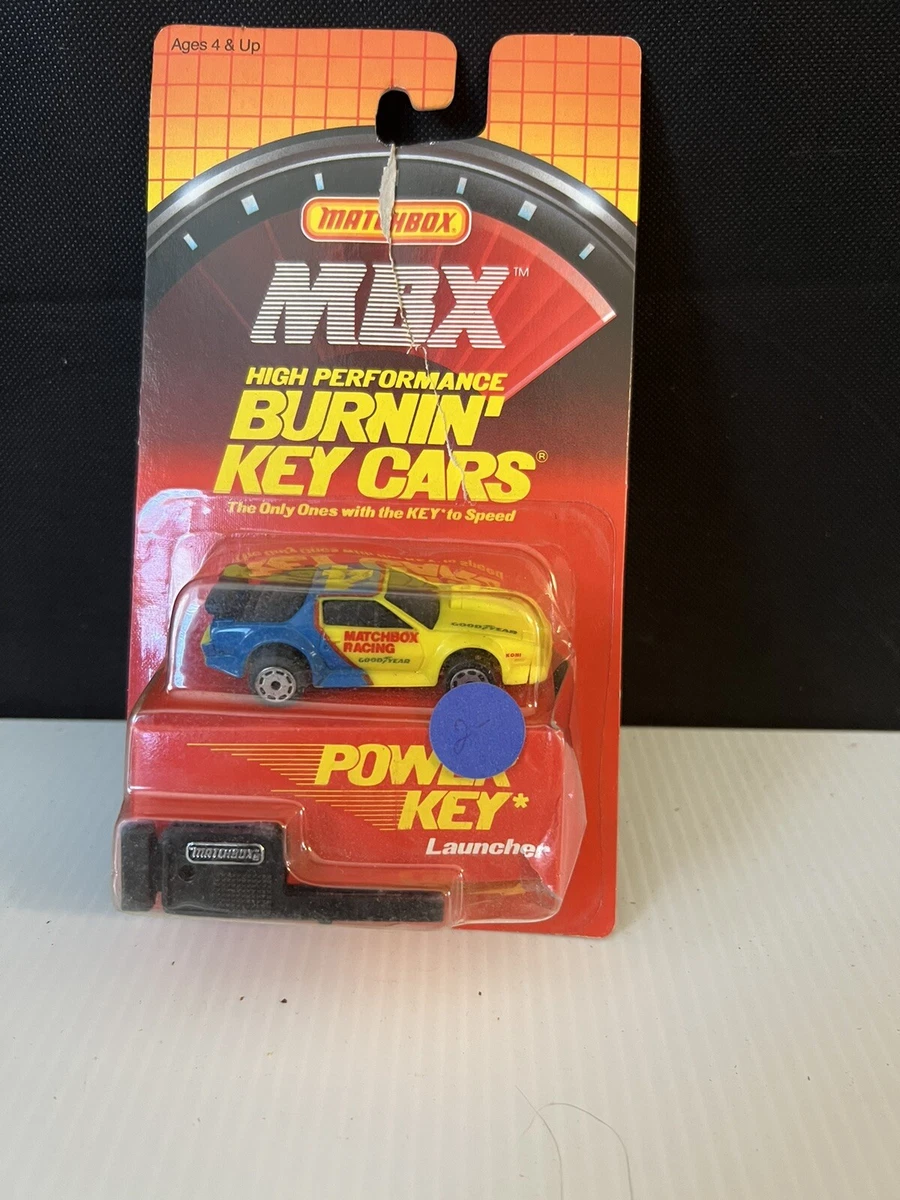 Ages 4 & Up
MATCHBOX®
MBX™
HIGH PERFORMANCE
BURNIN'
KEY CARS®
The Only Ones with the KEY* to Speed
MATCHBOX
RACING
GOODYEAR
GOODYEAR
KONI
2
POWER
KEY*
Launcher
MATCHBOX